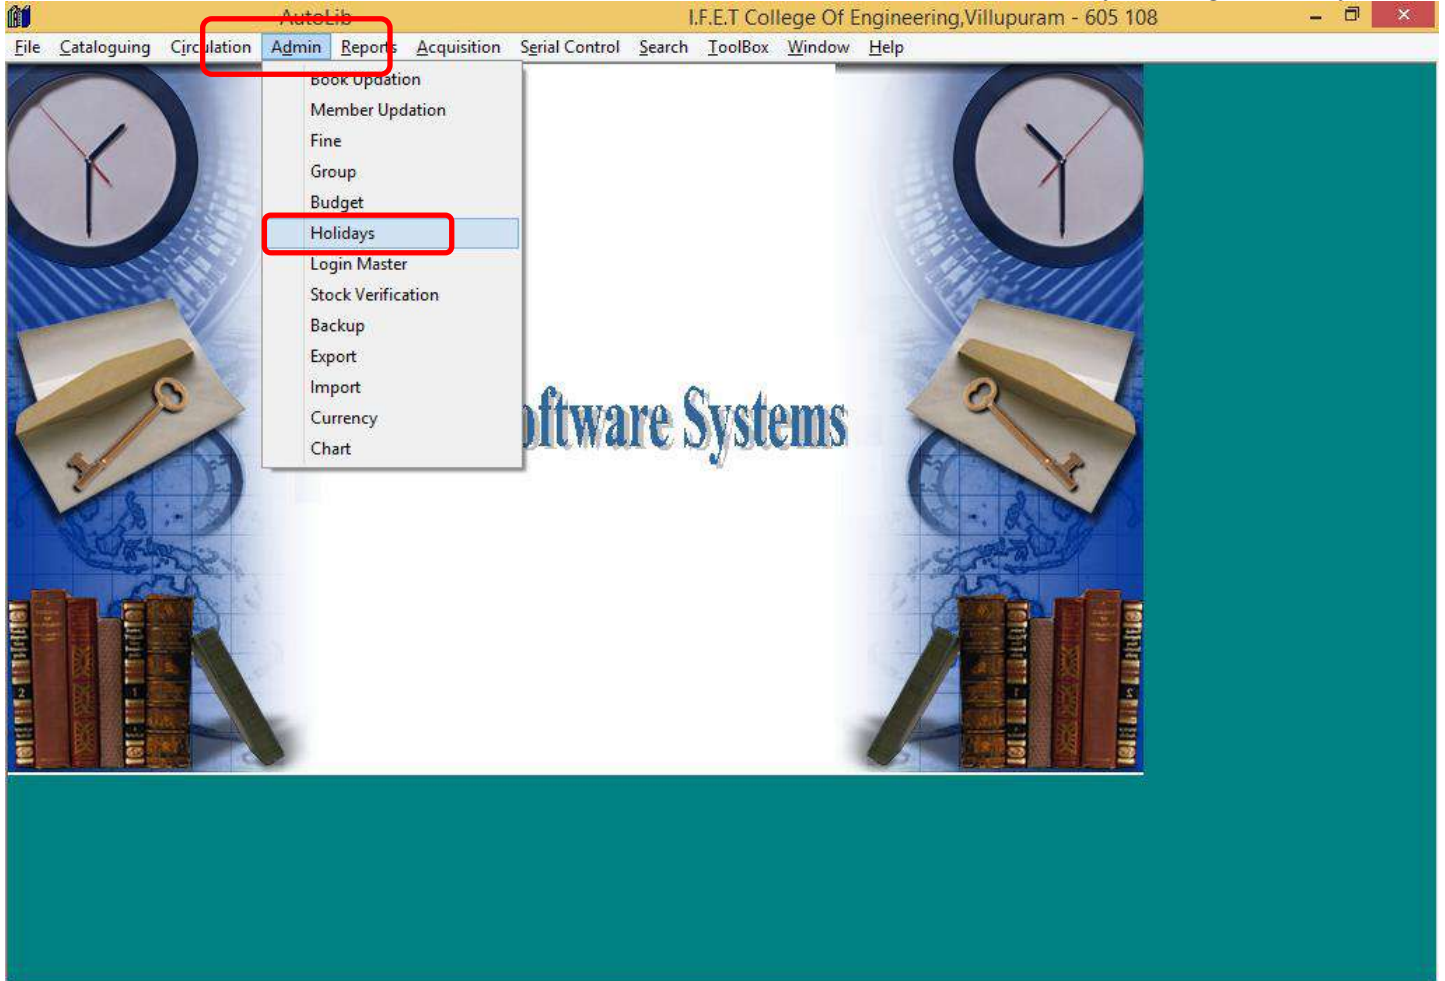 AutoLib I.F.E.T College Of Engineering,Villupuram - 605 108
File Cataloguing Circulation Admin Reports Acquisition Serial Control Search ToolBox Window Help
Book Updation
Member Updation
Fine
Group
Budget
Holidays
Login Master
Stock Verification
Backup
Export
Import
Currency
Chart
oftware Systems